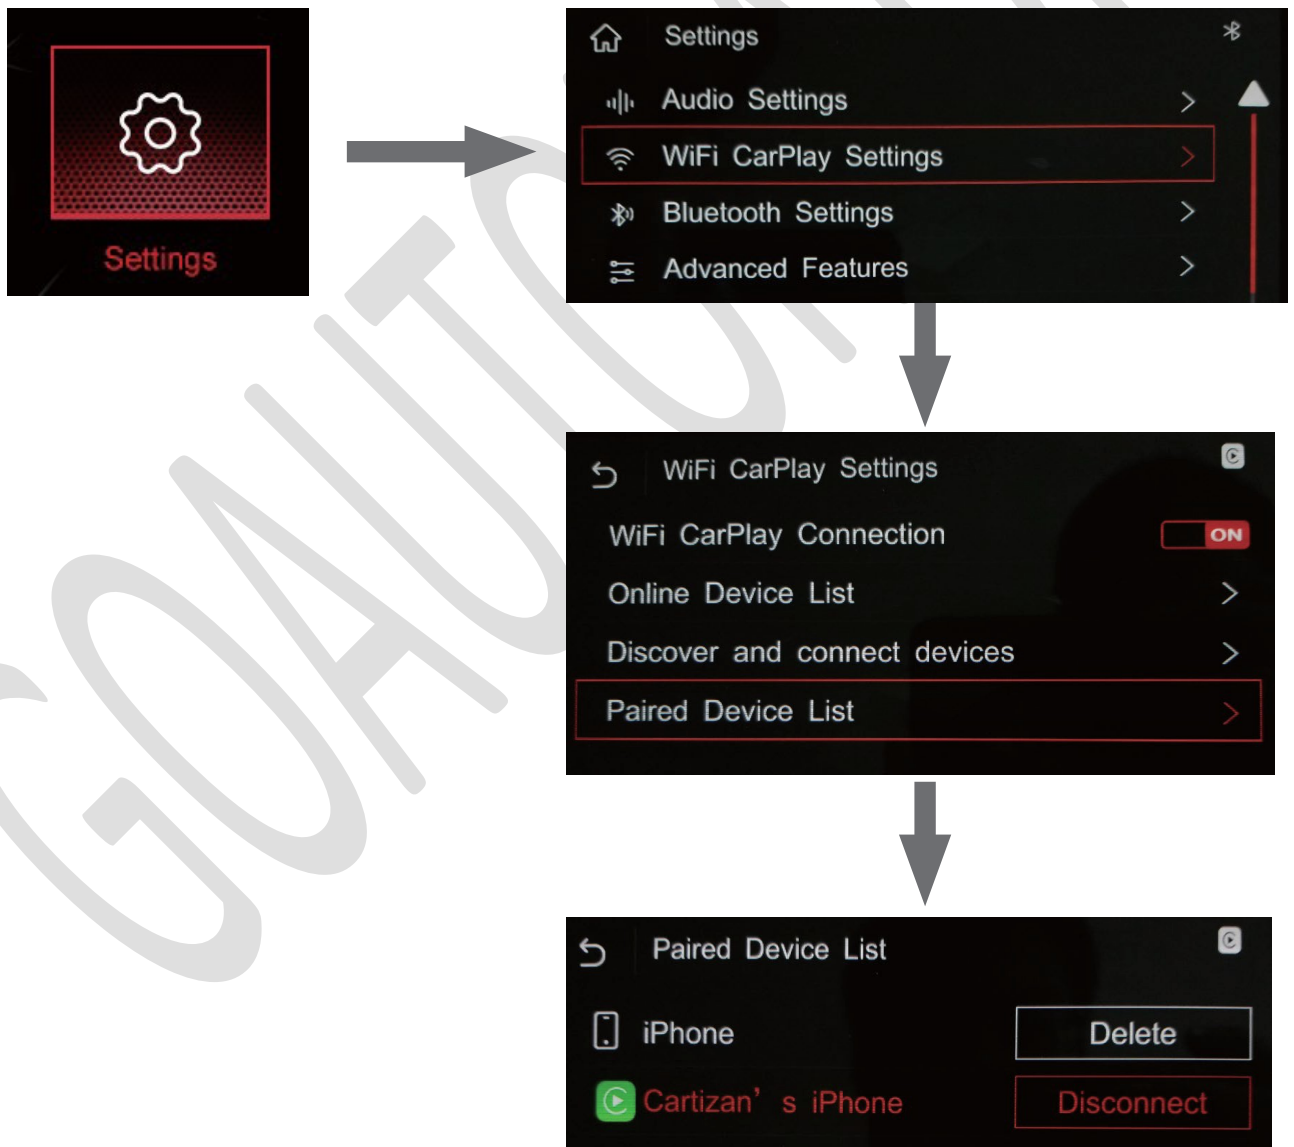 Settings
Settings
Audio Settings
WiFi CarPlay Settings
Bluetooth Settings
Advanced Features
WiFi CarPlay Settings
WiFi CarPlay Connection
ON
Online Device List
Discover and connect devices
Paired Device List
Paired Device List
iPhone
Delete
Cartizan’ s iPhone
Disconnect
GOAUTO